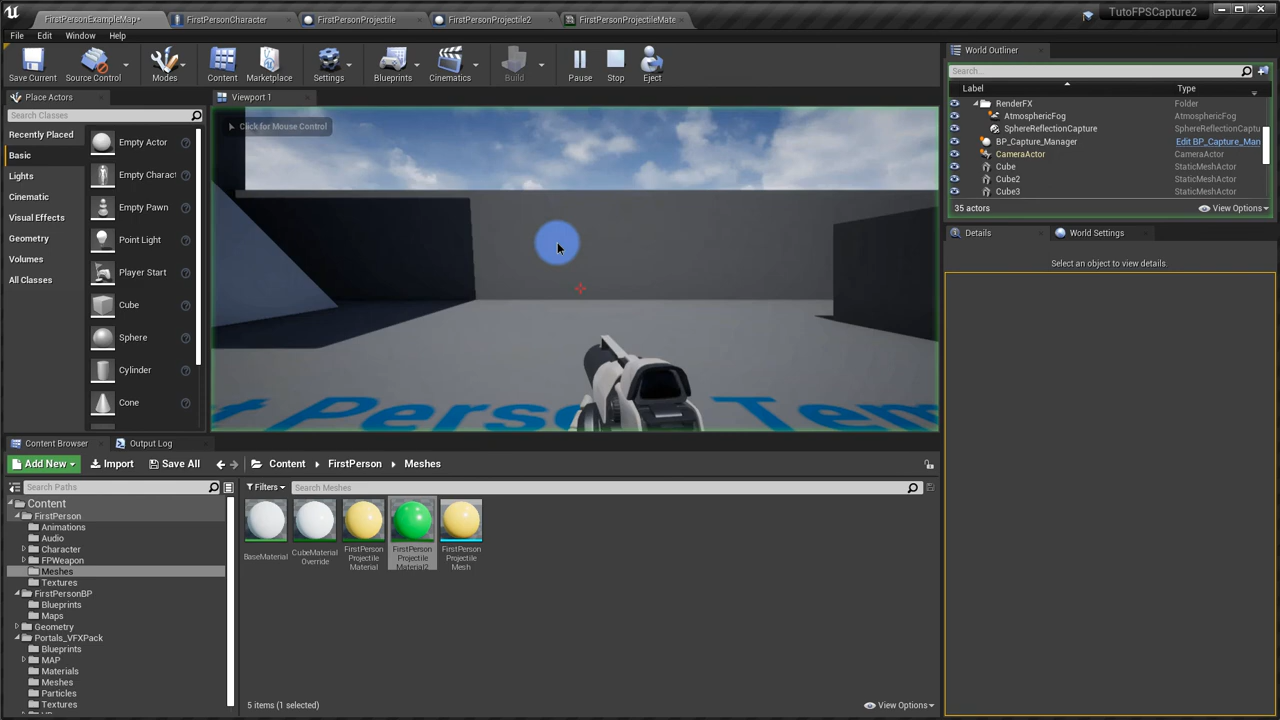 FirstPersonExampleMap*
FirstPersonCharacter
FirstPersonProjectile
FirstPersonProjectile2
FirstPersonProjectileMate
TutoFPSCapture2
File Edit Window Help
Save Current
Source Control
Modes
Content
Marketplace
Settings
Blueprints
Cinematics
Build
Pause
Stop
Eject
Place Actors
Search Classes
Recently Placed
Basic
Lights
Cinematic
Visual Effects
Geometry
Volumes
All Classes
Empty Actor
Empty Charac
Empty Pawn
Point Light
Player Start
Cube
Sphere
Cylinder
Cone
Viewport 1
Click for Mouse Control
t Person Tem
World Outliner
Search...
Label Type
RenderFX Folder
AtmosphericFog AtmosphericFog
SphereReflectionCapture SphereReflectionCaptu
BP_Capture_Manager Edit BP_Capture_Man
CameraActor CameraActor
Cube StaticMeshActor
Cube2 StaticMeshActor
Cube3 StaticMeshActor
35 actors View Options
Details World Settings
Select an object to view details.
Content Browser Output Log
Add New Import Save All Content FirstPerson Meshes
Search Paths
Filters Search Meshes
Content
FirstPerson
Animations
Audio
Character
FPWeapon
Meshes
Textures
FirstPersonBP
Blueprints
Maps
Geometry
Portals_VFXPack
Blueprints
MAP
Materials
Meshes
Particles
Textures
BaseMaterial
CubeMaterial
Override
FirstPerson
Projectile
Material
FirstPerson
Projectile
Material2
FirstPerson
Projectile
Mesh
5 items (1 selected) View Options